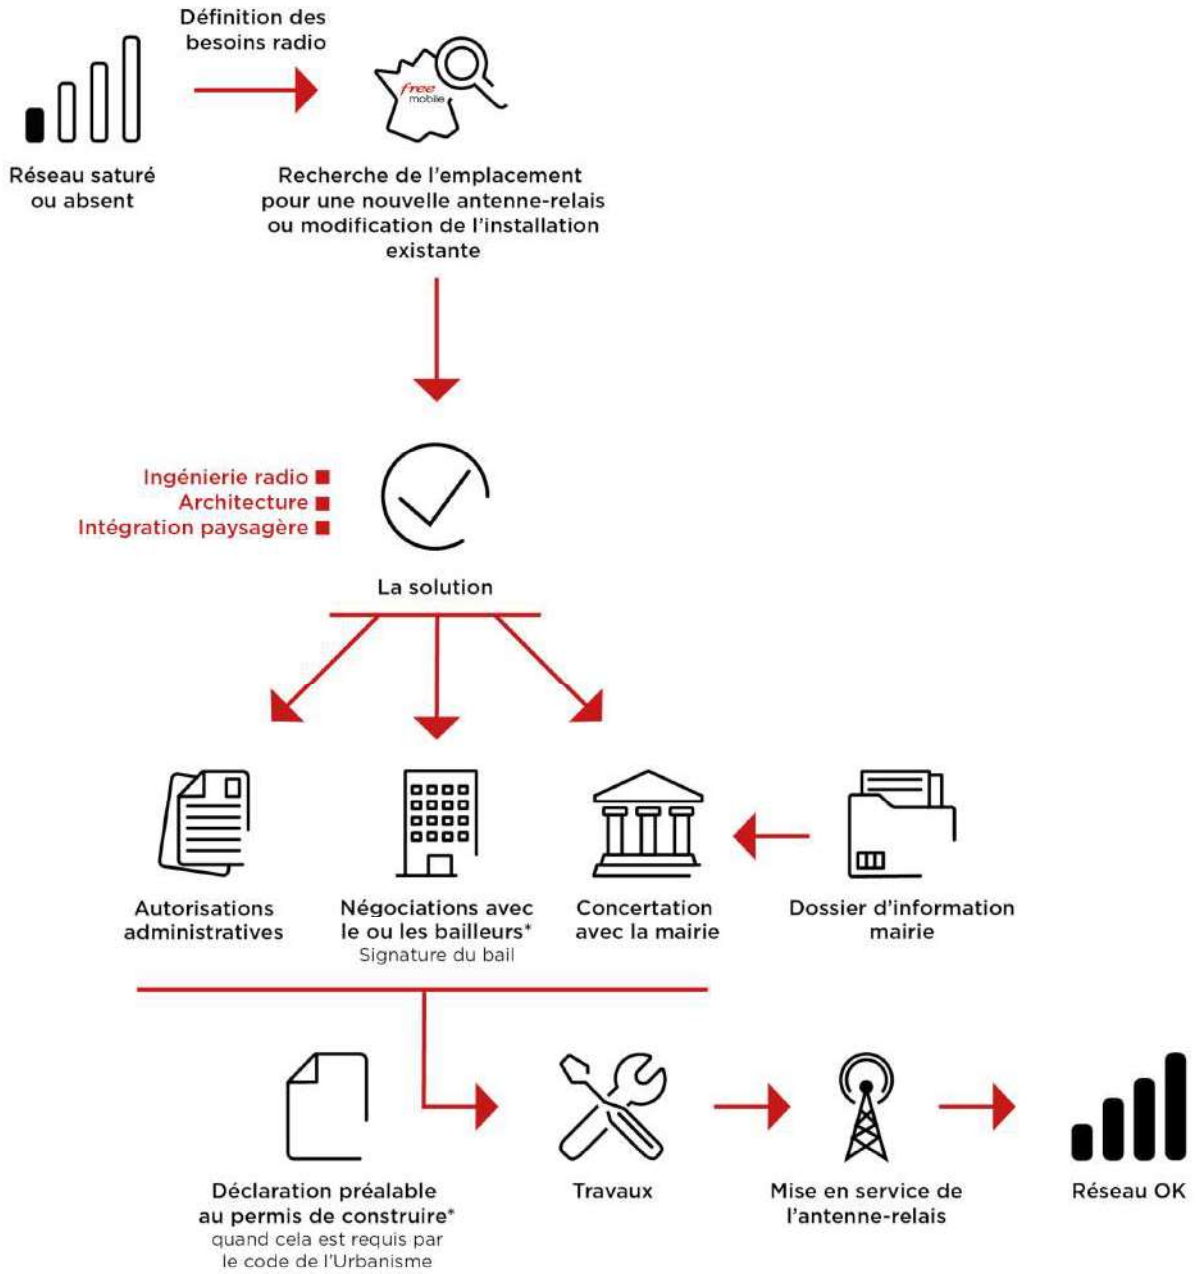 Définition des
besoins radio
free
mobile
Réseau saturé
ou absent
Recherche de l'emplacement
pour une nouvelle antenne-relais
ou modification de l'installation
existante
Ingénierie radio
Architecture
Intégration paysagère
La solution
Autorisations
administratives
Négociations avec
le ou les bailleurs*
Signature du bail
Concertation
avec la mairie
Dossier d'information
mairie
Déclaration préalable
au permis de construire*
quand cela est requis par
le code de l'Urbanisme
Travaux
Mise en service de
l'antenne-relais
Réseau OK